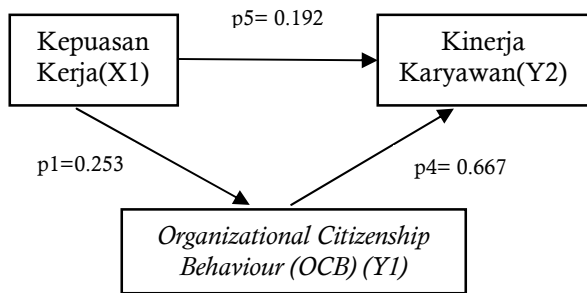 p5= 0.192
Kepuasan
Kerja(X1)
Kinerja
Karyawan(Y2)
p1=0.253
p4= 0.667
Organizational Citizenship
Behaviour (OCB) (Y1)